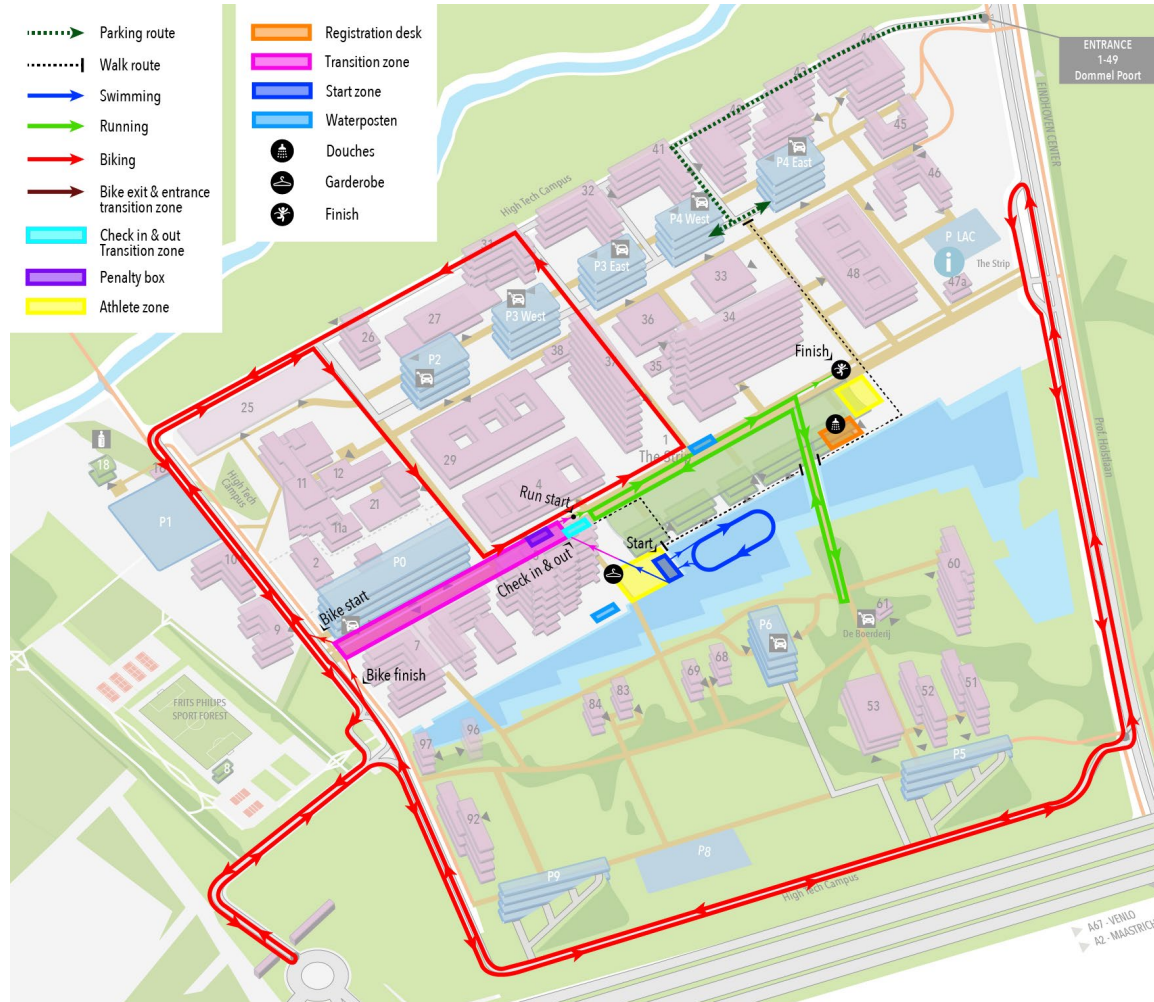 Parking route
Walk route
Swimming
Running
Biking
Bike exit & entrance
transition zone
Check in & out
Transition zone
Penalty box
Athlete zone
Registration desk
Transition zone
Start zone
Waterposten
Douches
Garderobe
Finish
ENTRANCE
1-49
Dommel Poort
EINDHOVEN CENTER
44
43
45
41
P4 East
46
32
High Tech Campus
P4 West
31
P3 East
P LAC
i
The Strip
33
48
47a
27
P3 West
26
36
34
P2
38
35
37
Finish
25
Prof. Holstlaan
1
The Strip
29
18
16
12
11
High Tech
Campus
4
21
Run start
P1
11a
Start
P0
2
10
Check in & out
60
Bike start
61
P6
De Boerderij
9
7
Bike finish
68
69
83
84
FRITS PHILIPS
SPORT FOREST
51
52
53
96
97
8
P5
92
P8
P9
High Tech Campus
A67 - VENLO
A2 - MAASTRICH